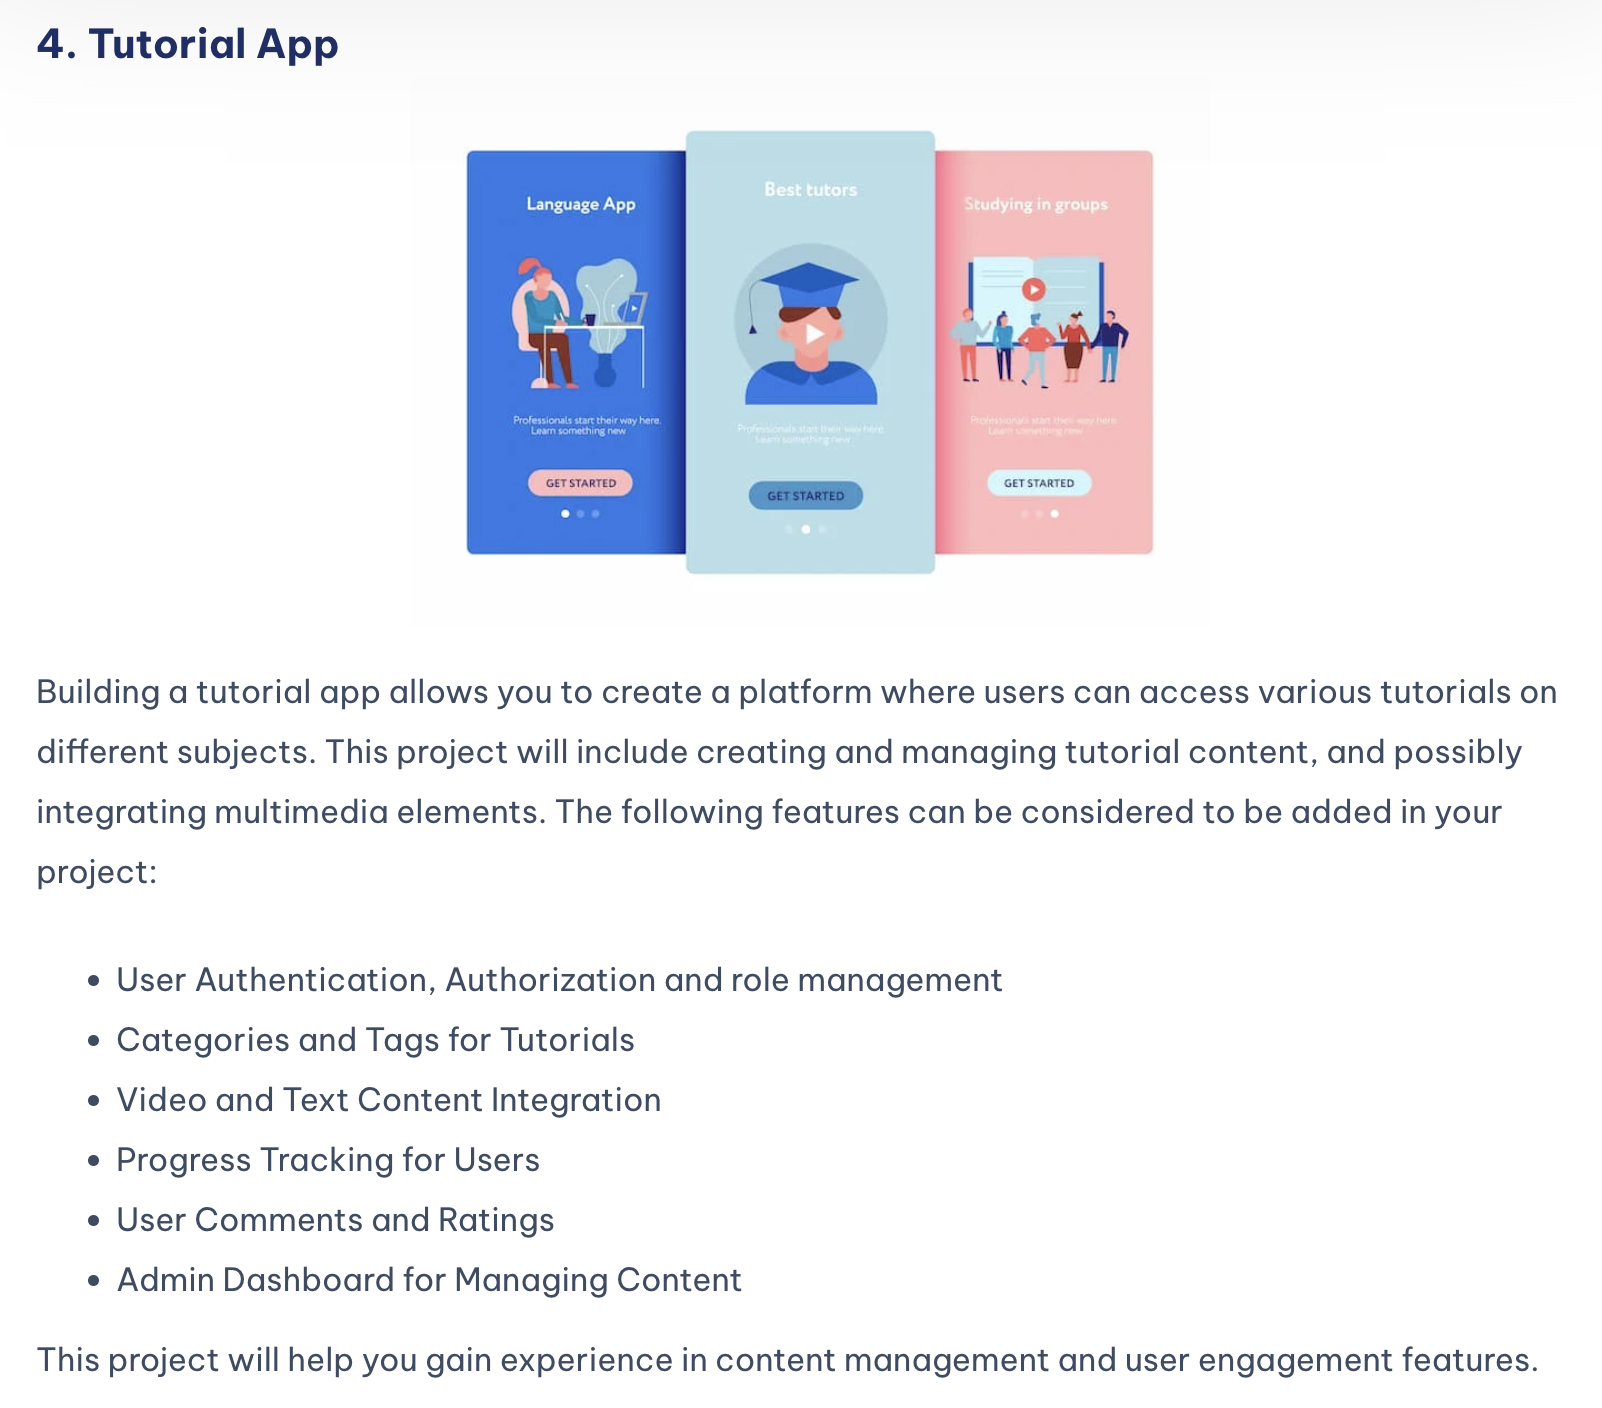 4. Tutorial App
Language App
Professionals start their way here.
Learn something new
GET STARTED
Best tutors
Professionals start their way here.
Learn something new
GET STARTED
Studying in groups
Professionals start their way here.
Learn something new
GET STARTED
Building a tutorial app allows you to create a platform where users can access various tutorials on
different subjects. This project will include creating and managing tutorial content, and possibly
integrating multimedia elements. The following features can be considered to be added in your
project:
• User Authentication, Authorization and role management
• Categories and Tags for Tutorials
• Video and Text Content Integration
• Progress Tracking for Users
• User Comments and Ratings
• Admin Dashboard for Managing Content
This project will help you gain experience in content management and user engagement features.